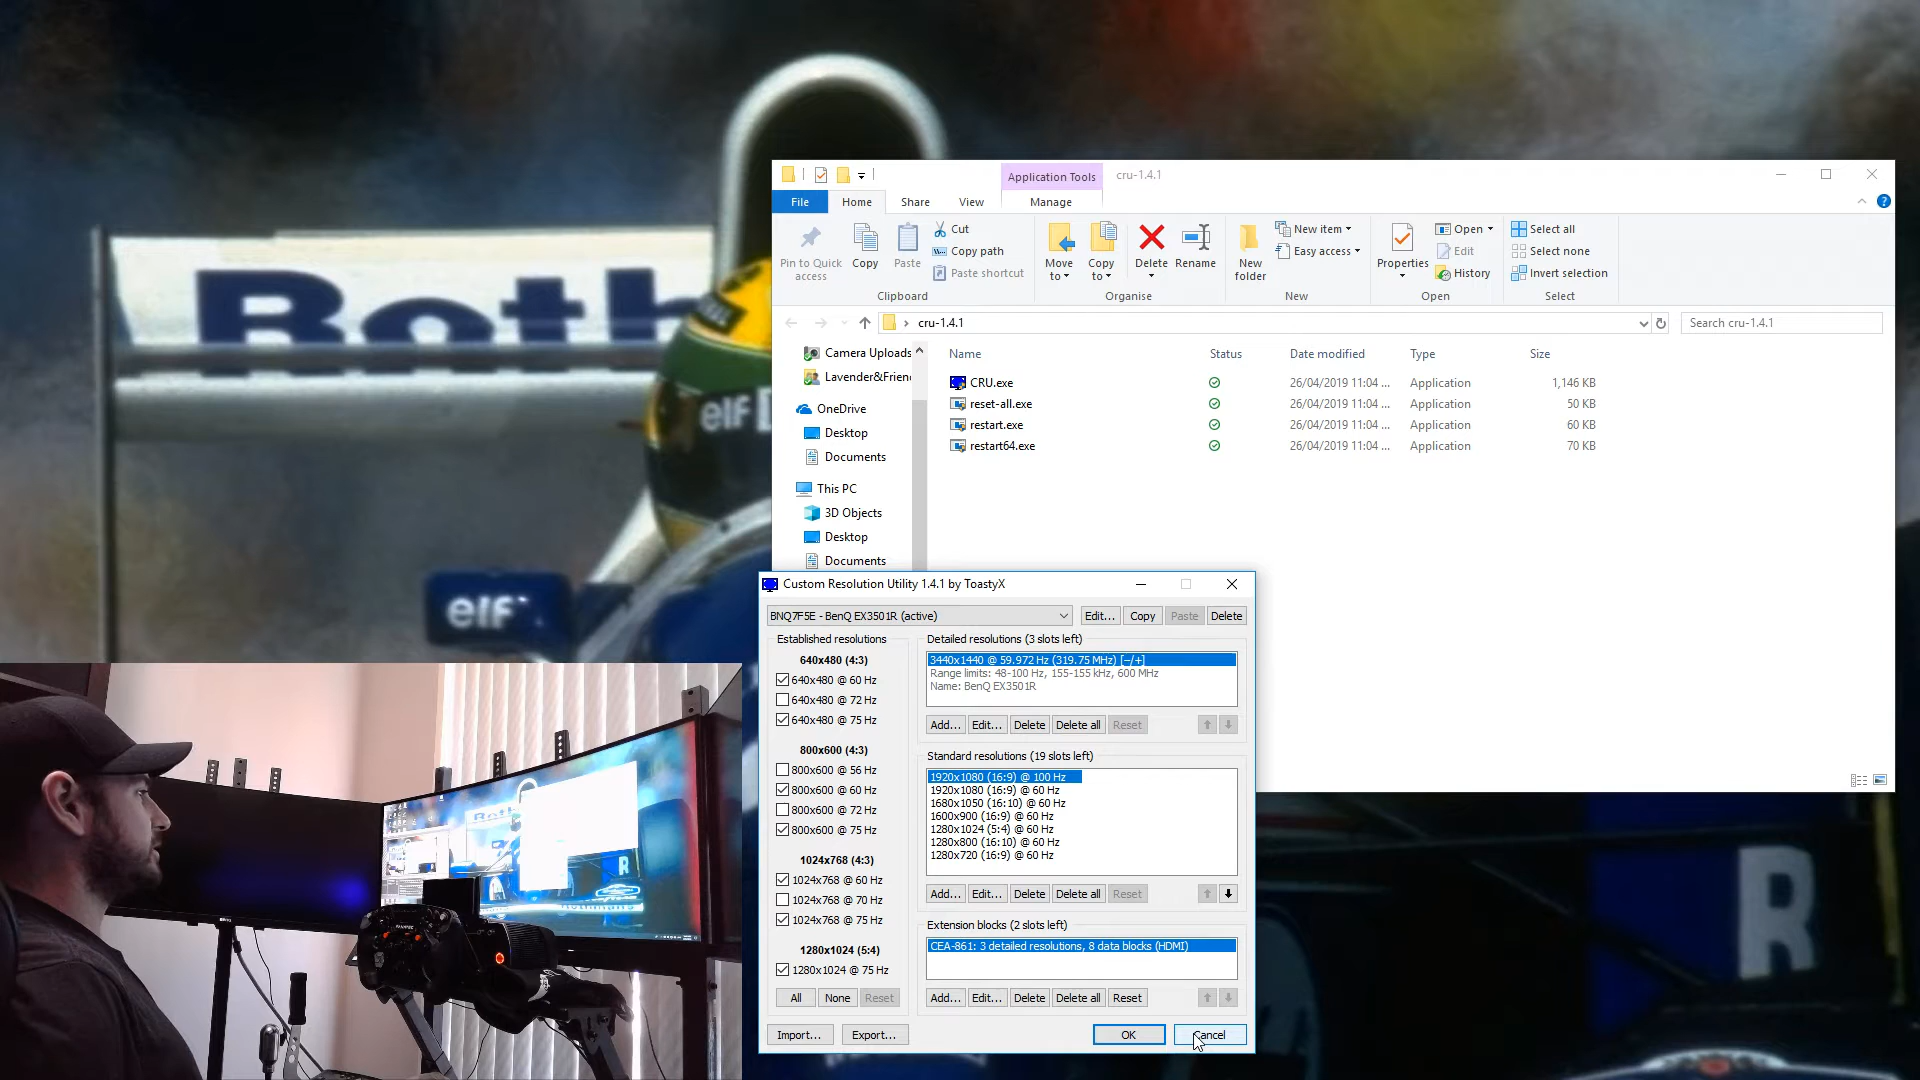 Roth
elf
elf
R
Application Tools
cru-1.4.1
File
Home
Share
View
Manage
Pin to Quick access
Copy
Paste
Cut
Copy path
Paste shortcut
Clipboard
Move to
Copy to
Delete
Rename
Organise
New folder
New item
Easy access
New
Properties
Open
Edit
History
Open
Select all
Select none
Invert selection
Select
cru-1.4.1
Search cru-1.4.1
Camera Uploads
Lavender&Frien
OneDrive
Desktop
Documents
This PC
3D Objects
Desktop
Documents
Name Status Date modified Type Size
CRU.exe 26/04/2019 11:04 ... Application 1,146 KB
reset-all.exe 26/04/2019 11:04 ... Application 50 KB
restart.exe 26/04/2019 11:04 ... Application 60 KB
restart64.exe 26/04/2019 11:04 ... Application 70 KB
Custom Resolution Utility 1.4.1 by ToastyX
BNQ7F5E - BenQ EX3501R (active)
Edit...
Copy
Paste
Delete
Established resolutions
640x480 (4:3)
640x480 @ 60 Hz
640x480 @ 72 Hz
640x480 @ 75 Hz
800x600 (4:3)
800x600 @ 56 Hz
800x600 @ 60 Hz
800x600 @ 72 Hz
800x600 @ 75 Hz
1024x768 (4:3)
1024x768 @ 60 Hz
1024x768 @ 70 Hz
1024x768 @ 75 Hz
1280x1024 (5:4)
1280x1024 @ 75 Hz
All
None
Reset
Detailed resolutions (3 slots left)
3440x1440 @ 59.972 Hz (319.75 MHz) [−/+]
Range limits: 48-100 Hz, 155-155 kHz, 600 MHz
Name: BenQ EX3501R
Add...
Edit...
Delete
Delete all
Reset
Standard resolutions (19 slots left)
1920x1080 (16:9) @ 100 Hz
1920x1080 (16:9) @ 60 Hz
1680x1050 (16:10) @ 60 Hz
1600x900 (16:9) @ 60 Hz
1280x1024 (5:4) @ 60 Hz
1280x800 (16:10) @ 60 Hz
1280x720 (16:9) @ 60 Hz
Add...
Edit...
Delete
Delete all
Reset
Extension blocks (2 slots left)
CEA-861: 3 detailed resolutions, 8 data blocks (HDMI)
Add...
Edit...
Delete
Delete all
Reset
Import...
Export...
OK
Cancel
R